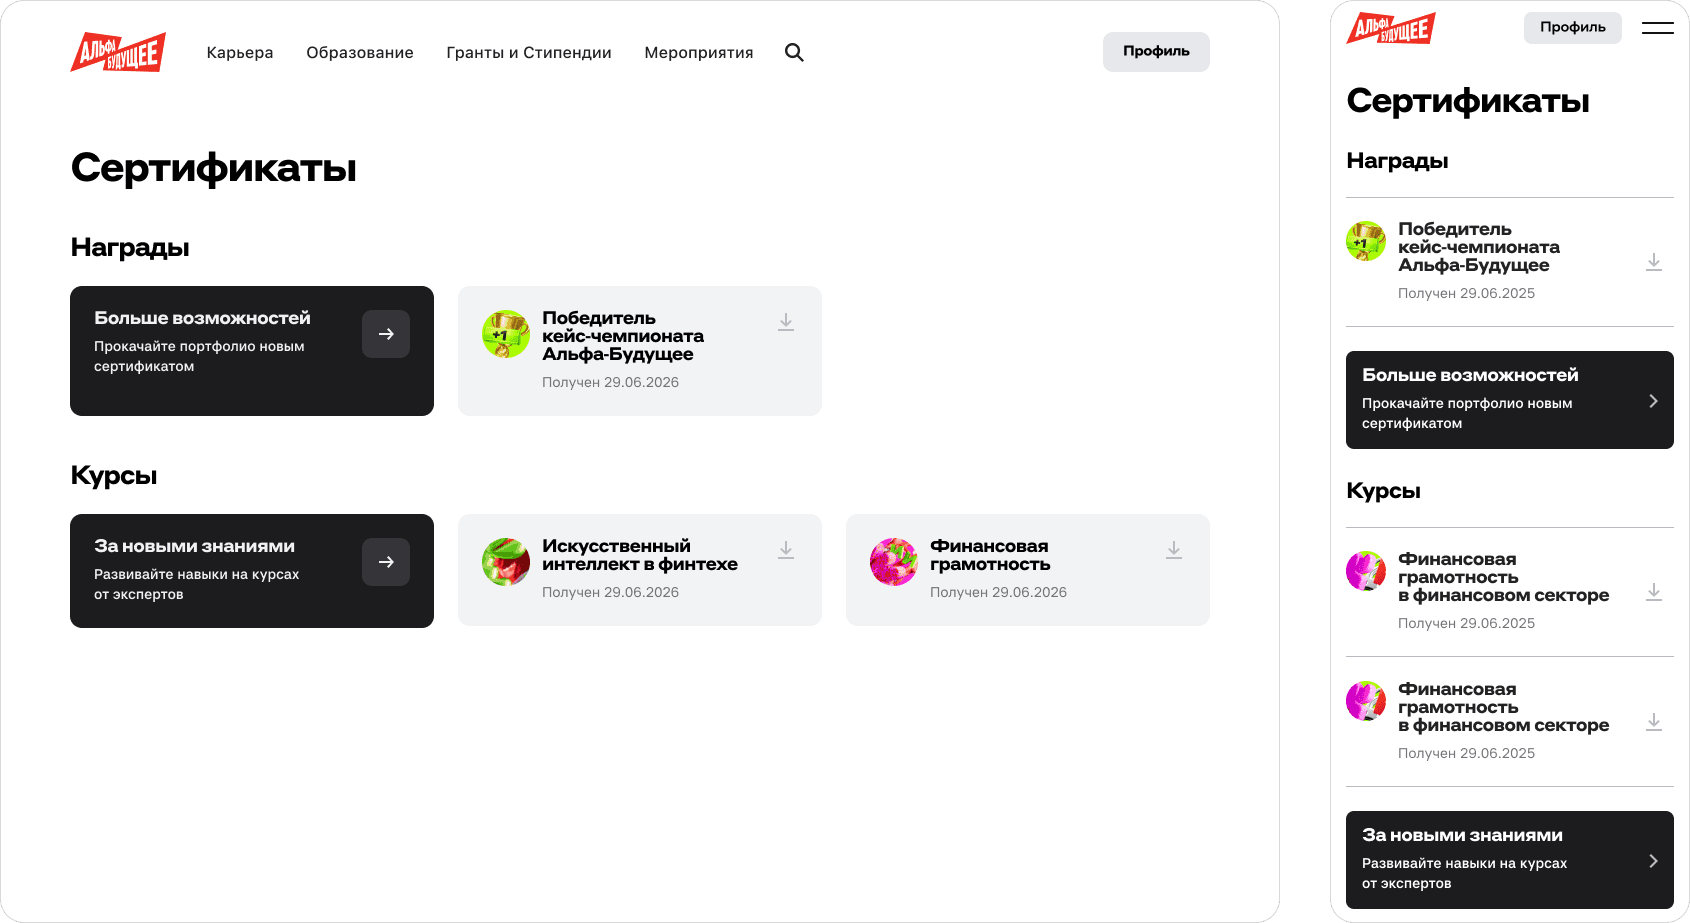 АЛЬФА
БУДУЩЕЕ
Карьера
Образование
Гранты и Стипендии
Мероприятия
Профиль
Сертификаты
Награды
Больше возможностей
Прокачайте портфолио новым
сертификатом
+1
Победитель
кейс-чемпионата
Альфа-Будущее
Получен 29.06.2026
Курсы
За новыми знаниями
Развивайте навыки на курсах
от экспертов
Искусственный
интеллект в финтехе
Получен 29.06.2026
Финансовая
грамотность
Получен 29.06.2026
АЛЬФА
БУДУЩЕЕ
Профиль
Сертификаты
Награды
+1
Победитель
кейс-чемпионата
Альфа-Будущее
Получен 29.06.2025
Больше возможностей
Прокачайте портфолио новым
сертификатом
Курсы
Финансовая
грамотность
в финансовом секторе
Получен 29.06.2025
Финансовая
грамотность
в финансовом секторе
Получен 29.06.2025
За новыми знаниями
Развивайте навыки на курсах
от экспертов